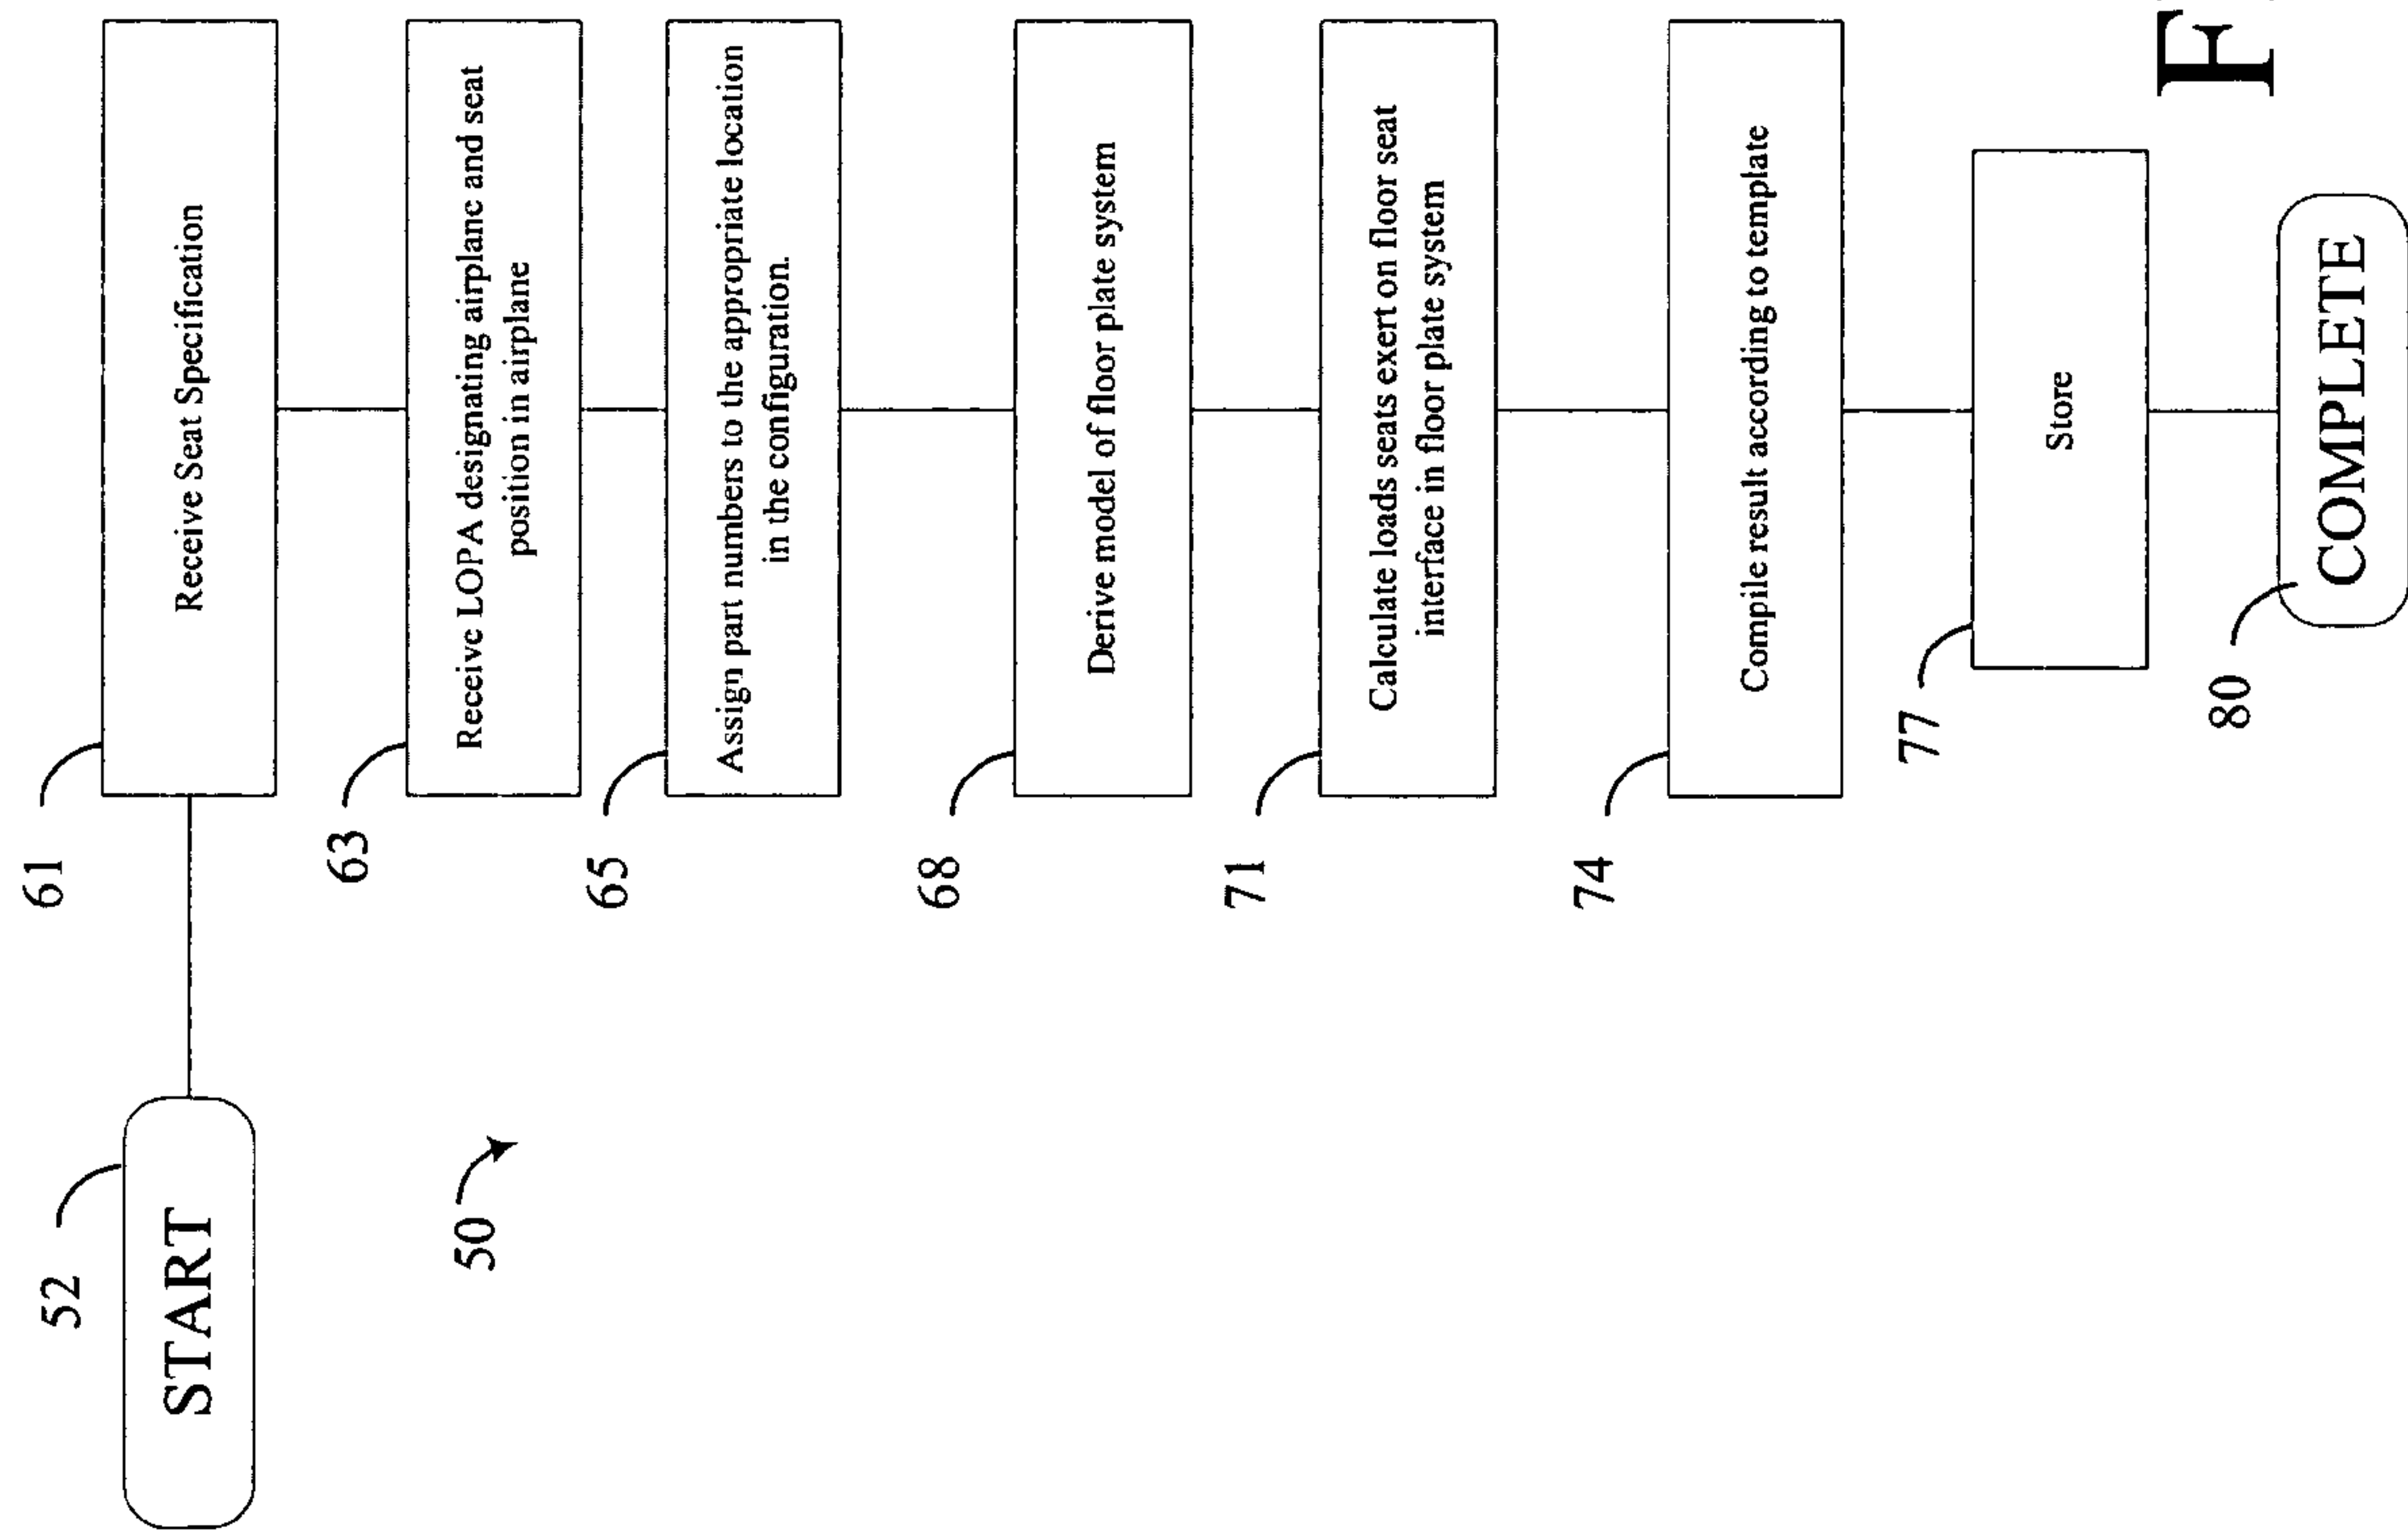 52
START
50
61
Receive Seat Specification
63
Receive LOPA designating airplane and seat
position in airplane
65
Assign part numbers to the appropriate location
in the configuration.
68
Derive model of floor plate system
71
Calculate loads seats exert on floor seat
interface in floor plate system
74
Compile result according to template
77
Store
80
COMPLETE
F